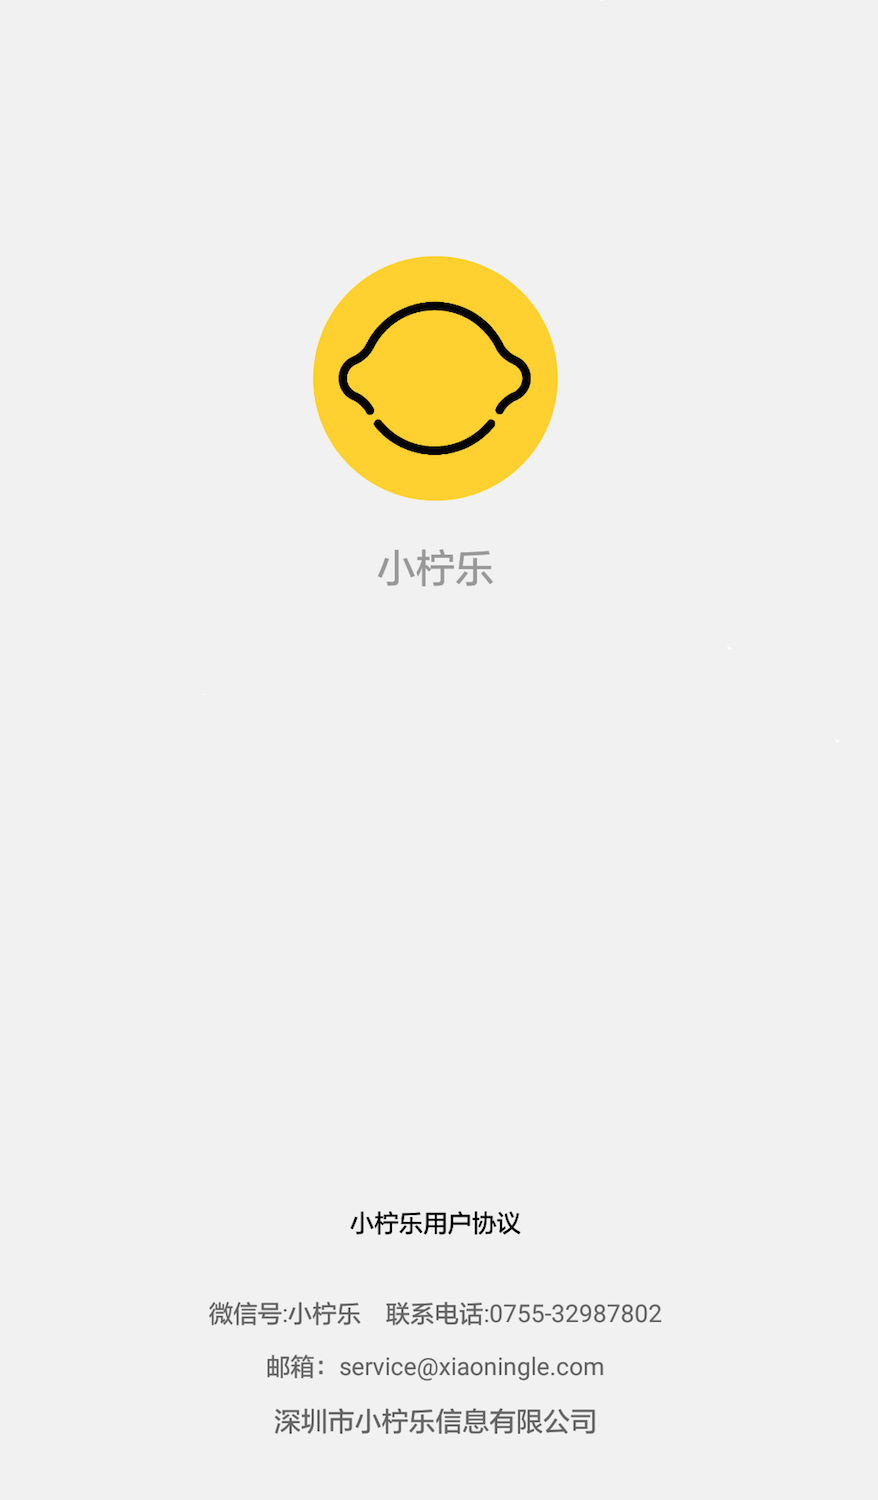 小柠乐
小柠乐用户协议
微信号:小柠乐 联系电话:0755-32987802
邮箱：service@xiaoningle.com
深圳市小柠乐信息有限公司